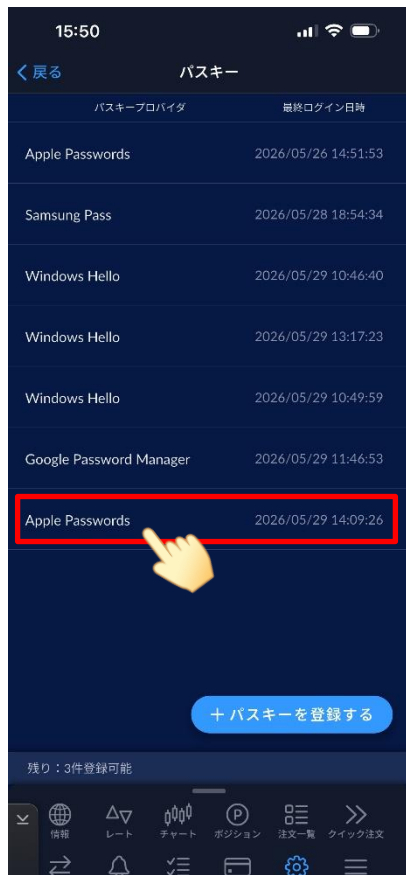 15:50
戻る パスキー
パスキープロバイダ 最終ログイン日時
Apple Passwords 2026/05/26 14:51:53
Samsung Pass 2026/05/28 18:54:34
Windows Hello 2026/05/29 10:46:40
Windows Hello 2026/05/29 13:17:23
Windows Hello 2026/05/29 10:49:59
Google Password Manager 2026/05/29 11:46:53
Apple Passwords 2026/05/29 14:09:26
+ パスキーを登録する
残り：3件登録可能
情報 レート チャート ポジション 注文一覧 クイック注文